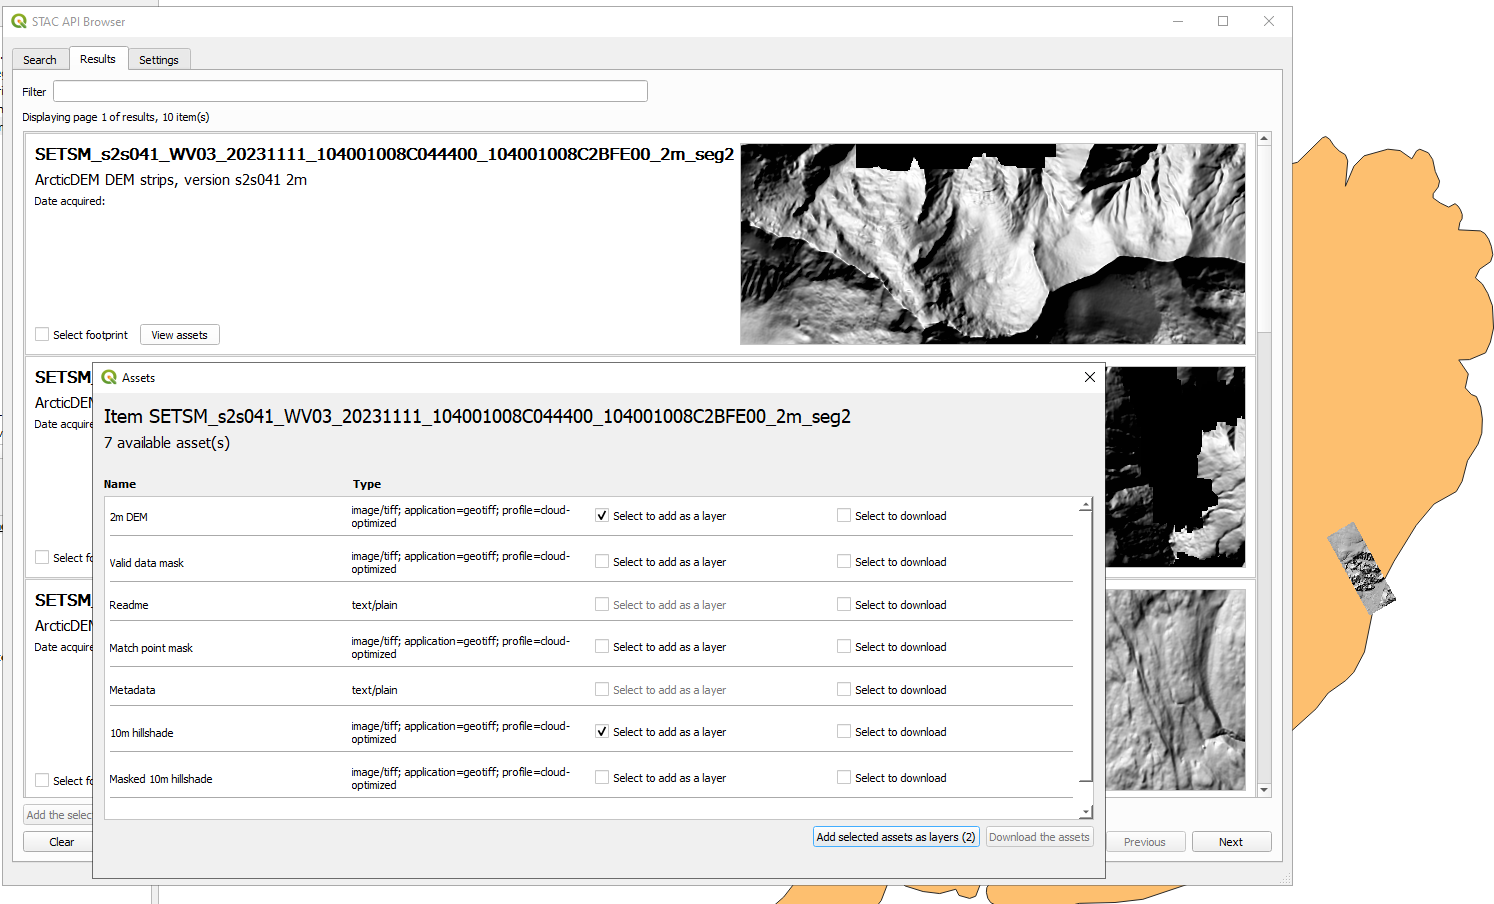 STAC API Browser
Search
Results
Settings
Filter
Displaying page 1 of results, 10 item(s)
SETSM_s2s041_WV03_20231111_104001008C044400_104001008C2BFE00_2m_seg2
ArcticDEM DEM strips, version s2s041 2m
Date acquired:
Select footprint
View assets
SETSM_
ArcticDEM
Date acquire
Select fo
SETSM_
ArcticDEM
Date acquire
Select fo
Add the selec
Clear
Previous
Next
Assets
Item SETSM_s2s041_WV03_20231111_104001008C044400_104001008C2BFE00_2m_seg2
7 available asset(s)
Name Type
2m DEM image/tiff; application=geotiff; profile=cloud-
optimized Select to add as a layer Select to download
Valid data mask image/tiff; application=geotiff; profile=cloud-
optimized Select to add as a layer Select to download
Readme text/plain Select to add as a layer Select to download
Match point mask image/tiff; application=geotiff; profile=cloud-
optimized Select to add as a layer Select to download
Metadata text/plain Select to add as a layer Select to download
10m hillshade image/tiff; application=geotiff; profile=cloud-
optimized Select to add as a layer Select to download
Masked 10m hillshade image/tiff; application=geotiff; profile=cloud-
optimized Select to add as a layer Select to download
Add selected assets as layers (2)
Download the assets